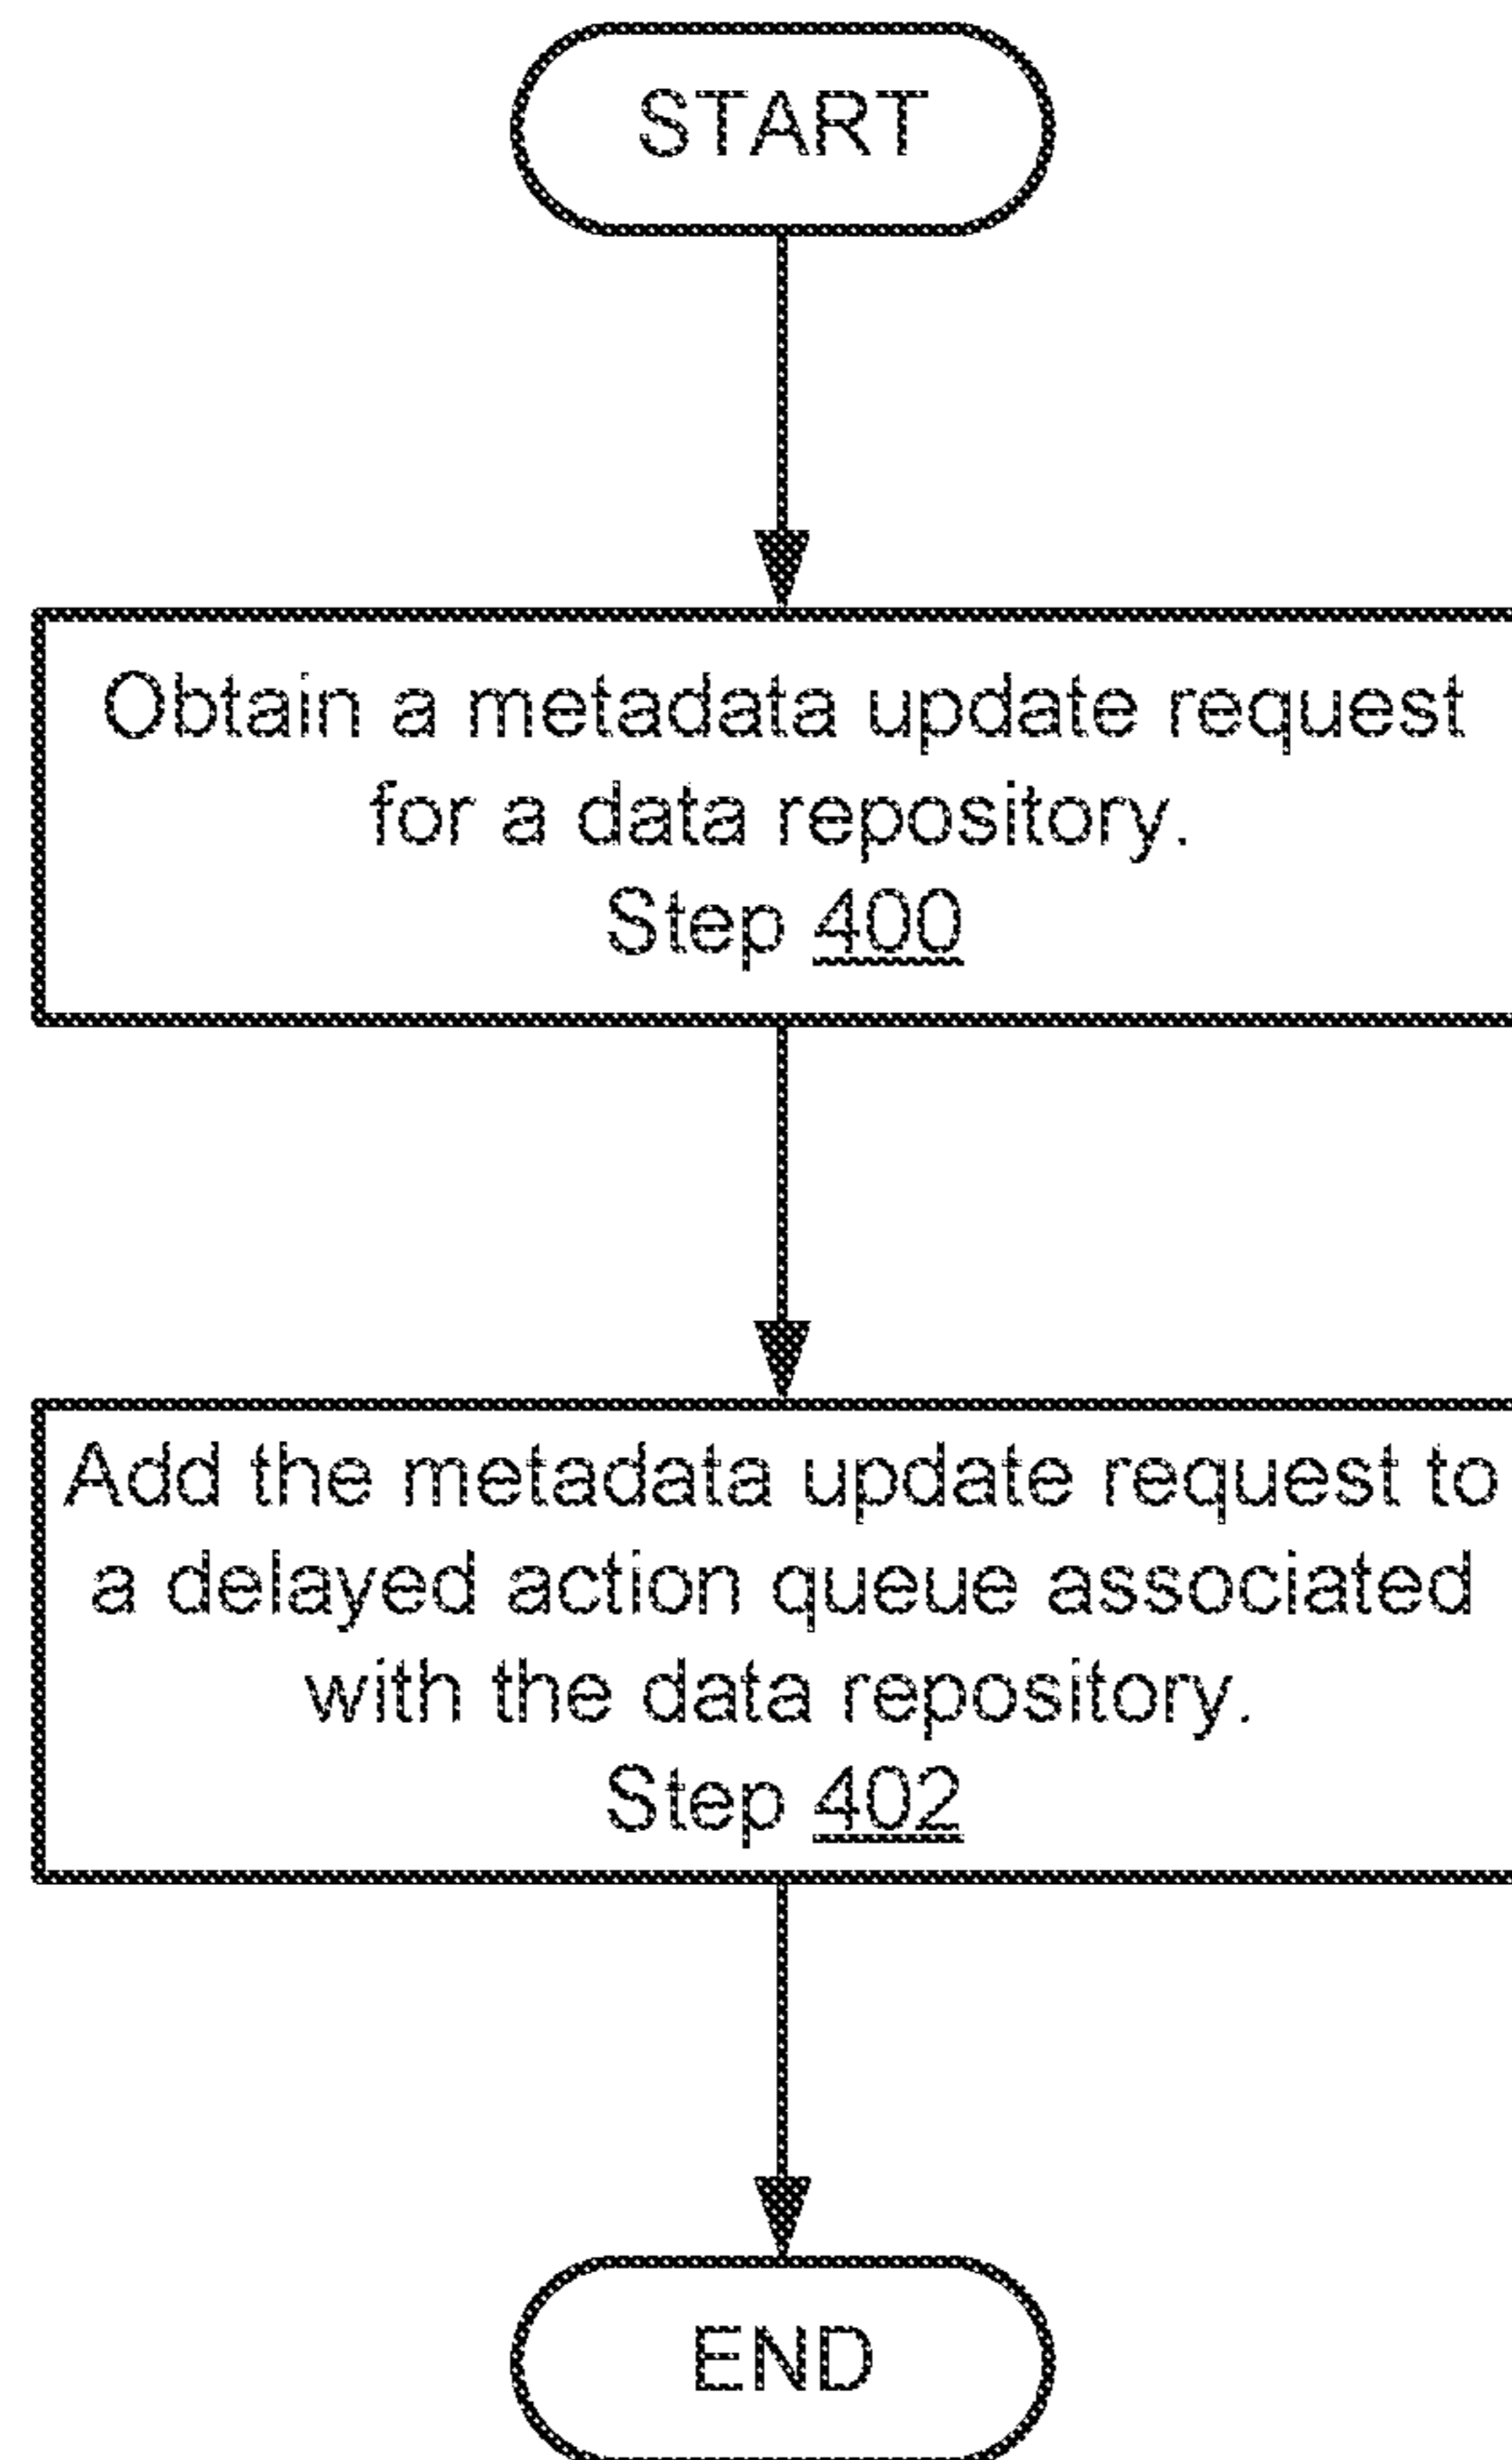 START
Obtain a metadata update request
for a data repository.
Step 400
Add the metadata update request to
a delayed action queue associated
with the data repository.
Step 402
END